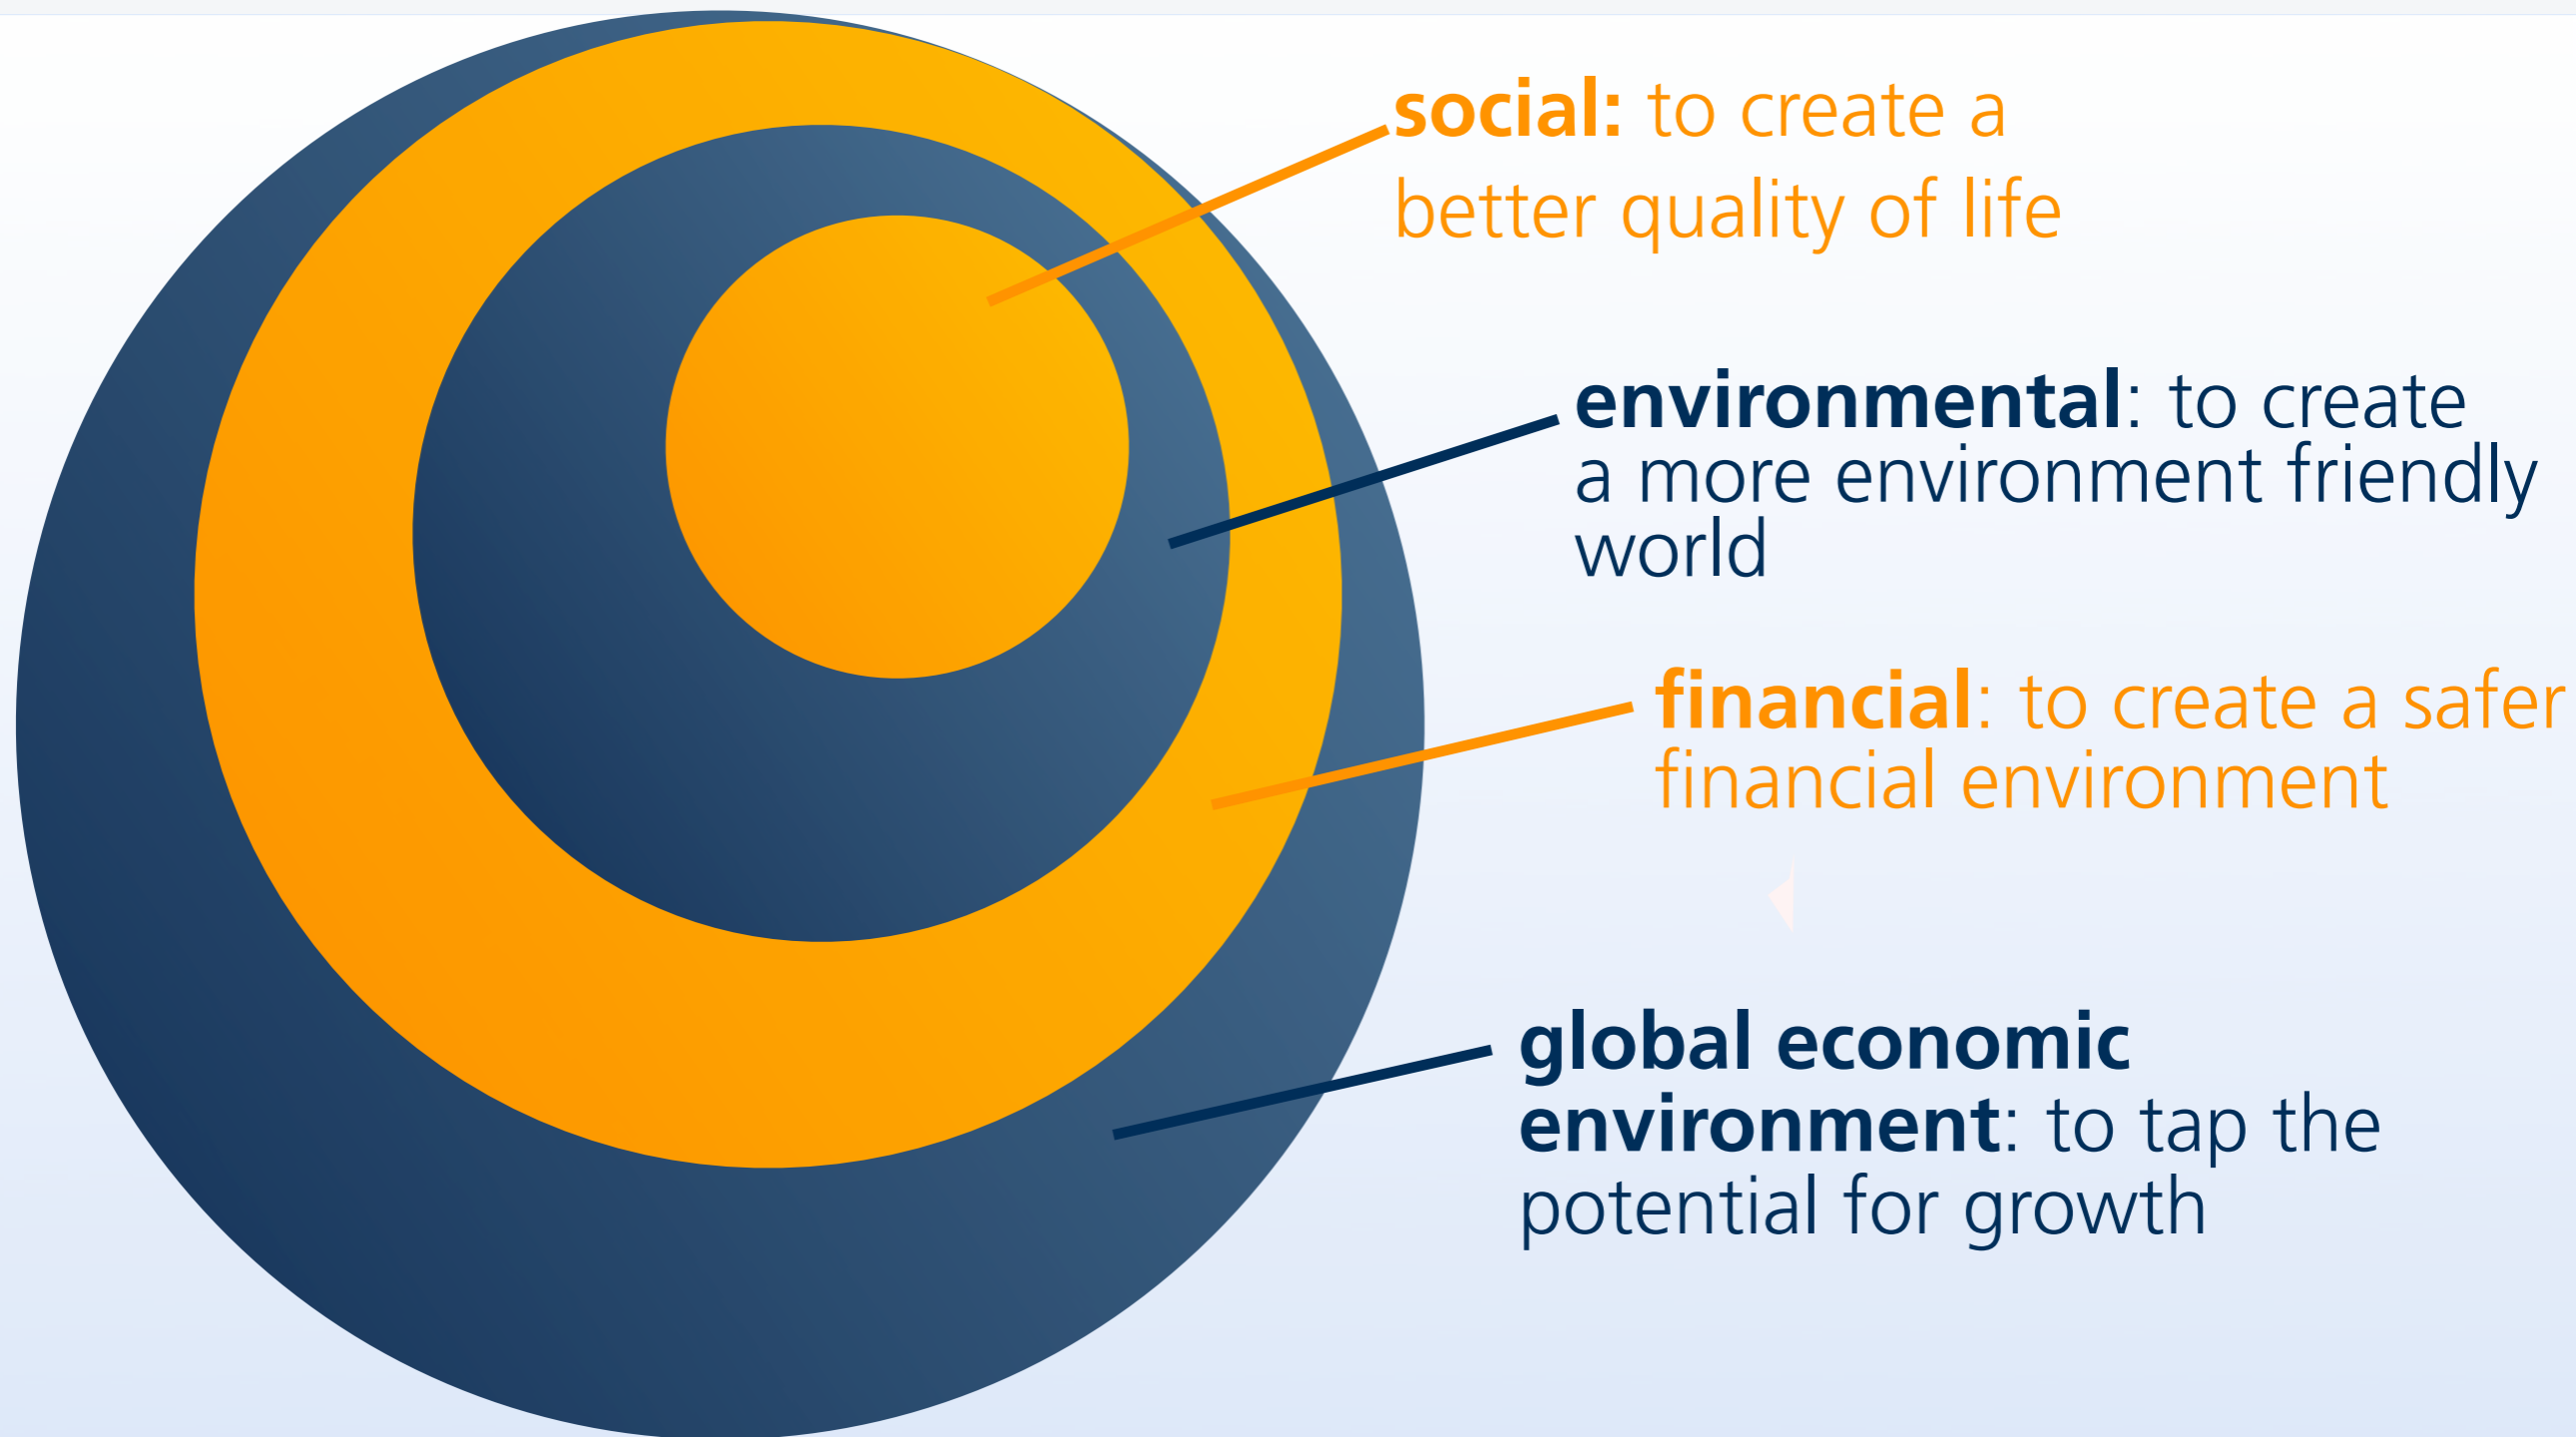 social: to create a
better quality of life
environmental: to create
a more environment friendly
world
financial: to create a safer
financial environment
global economic
environment: to tap the
potential for growth